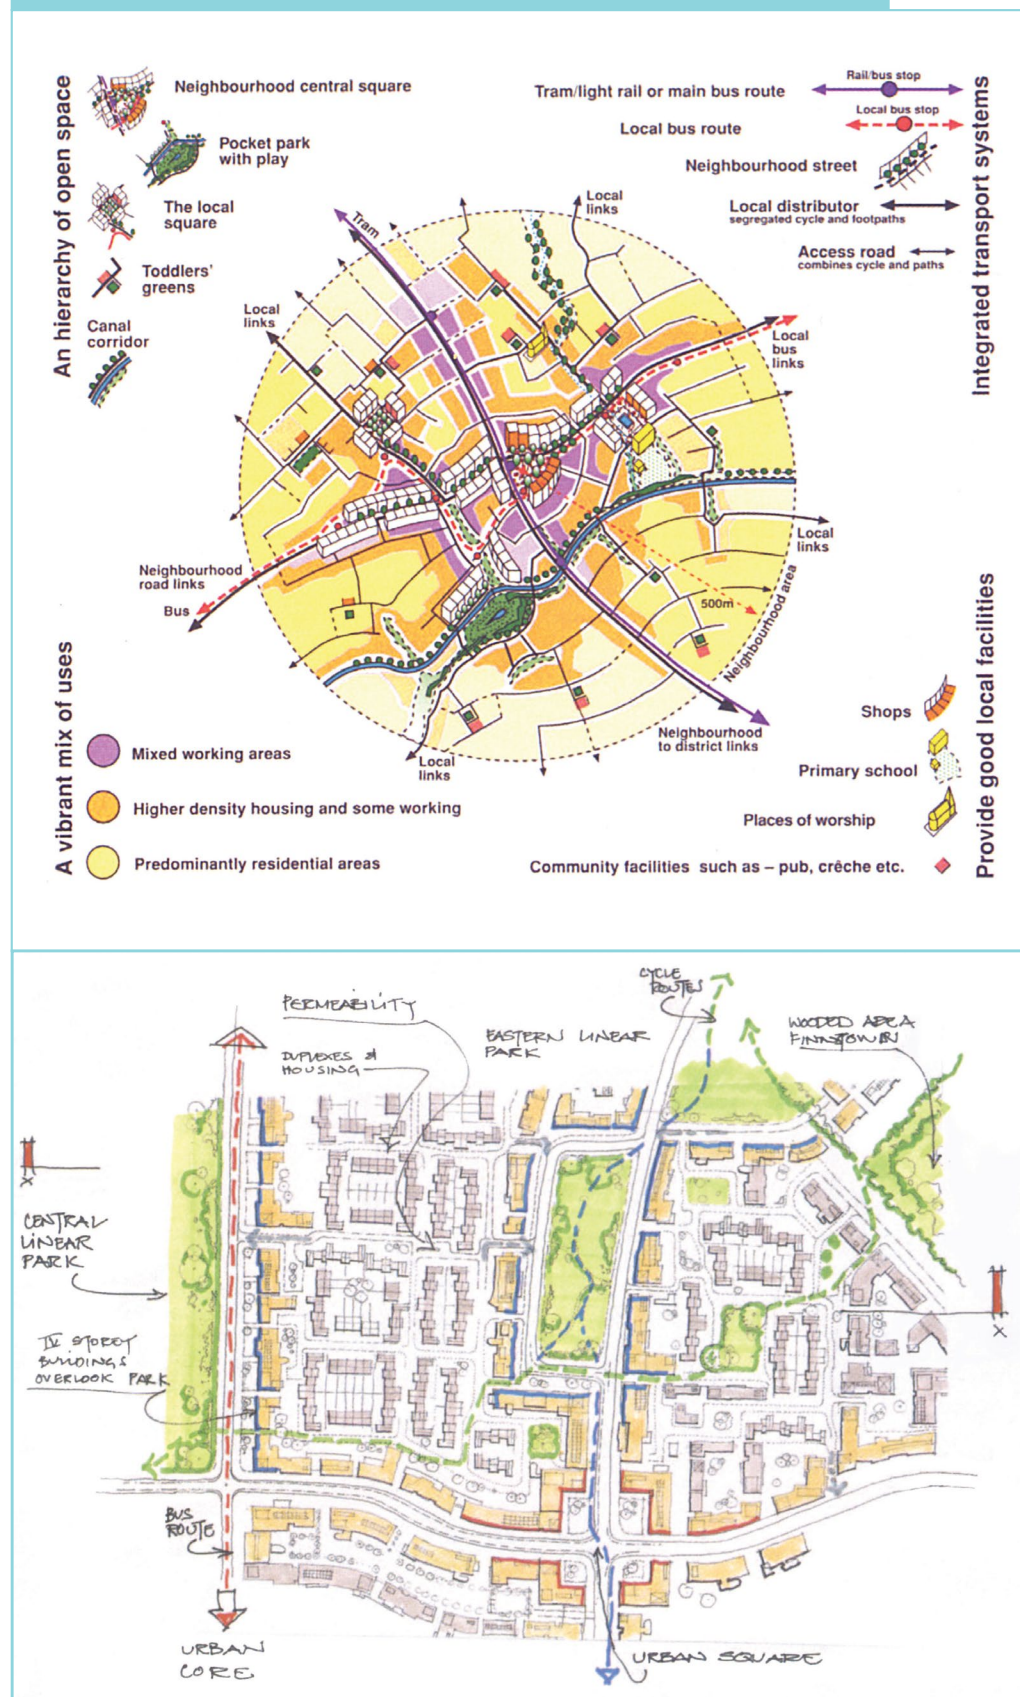 An hierarchy of open space
Neighbourhood central square
Pocket park
with play
The local
square
Toddlers'
greens
Canal
corridor
Integrated transport systems
Rail/bus stop
Tram/light rail or main bus route
Local bus stop
Local bus route
Neighbourhood street
Local distributor
segregated cycle and footpaths
Access road
combines cycle and paths
Tram
Local
links
Local
links
Local
bus
links
Local
links
Neighbourhood
road links
Bus
500m
Neighbourhood area
Neighbourhood
to district links
Local
links
A vibrant mix of uses
Mixed working areas
Higher density housing and some working
Predominantly residential areas
Provide good local facilities
Shops
Primary school
Places of worship
Community facilities such as – pub, crêche etc.
CYCLE
ROUTES
PERMEABILITY
EASTERN LINEAR
PARK
WOODED AREA
FINNSTOWN
DUPLEXES &
HOUSING
X
CENTRAL
LINEAR
PARK
X
IV STOREY
BUILDINGS
OVERLOOK PARK
BUS
ROUTE
URBAN
CORE
URBAN SQUARE